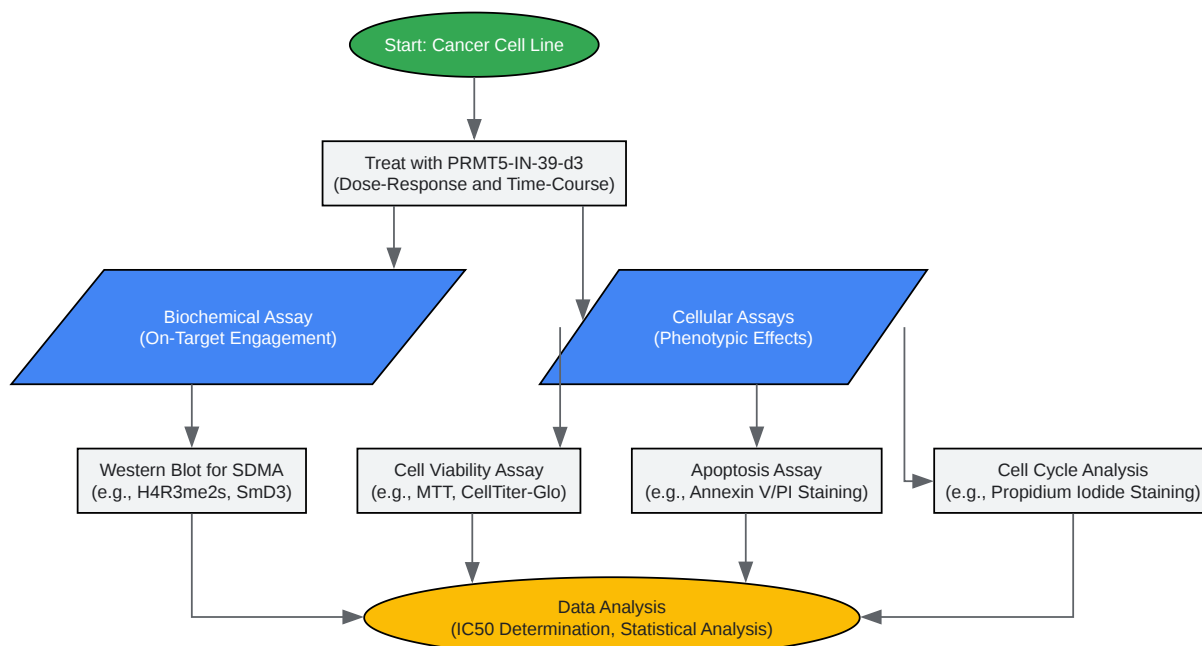 Start: Cancer Cell Line
Treat with PRMT5-IN-39-d3
(Dose-Response and Time-Course)
Biochemical Assay
(On-Target Engagement)
Cellular Assays
(Phenotypic Effects)
Western Blot for SDMA
(e.g., H4R3me2s, SmD3)
Cell Viability Assay
(e.g., MTT, CellTiter-Glo)
Apoptosis Assay
(e.g., Annexin V/PI Staining)
Cell Cycle Analysis
(e.g., Propidium Iodide Staining)
Data Analysis
(IC50 Determination, Statistical Analysis)